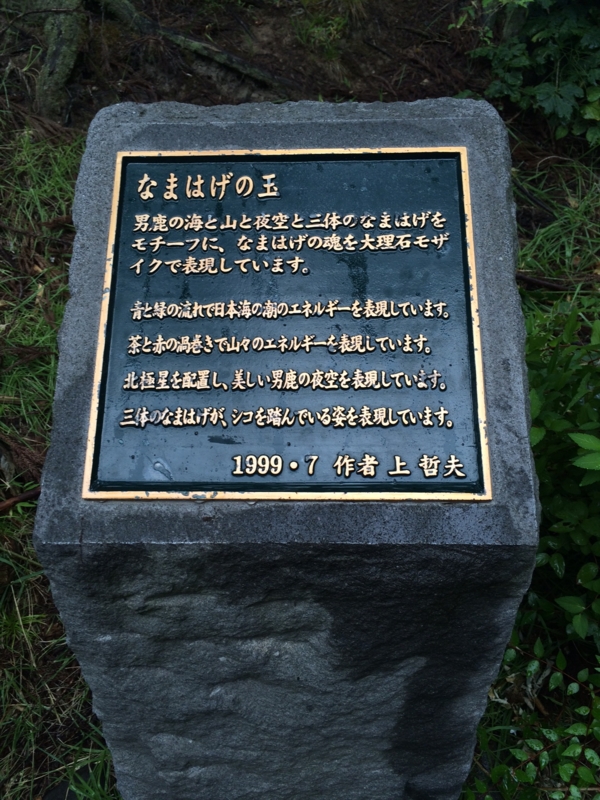 なまはげの玉
男鹿の海と山と夜空と三体のなまはげを
モチーフに、なまはげの魂を大理石モザ
イクで表現しています。
青と緑の流れで日本海の潮のエネルギーを表現しています。
茶と赤の渦巻きで山々のエネルギーを表現しています。
北極星を配置し、美しい男鹿の夜空を表現しています。
三体のなまはげが、シコを踏んでいる姿を表現しています。
1999・7 作者 上 哲夫